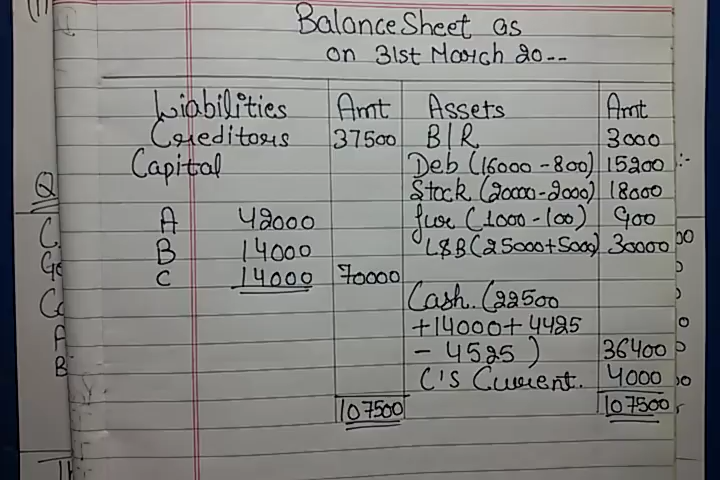 Balance Sheet as
on 31st March 20--
Liabilities Amt Assets Amt
Creditors 37500 B/R 3000
Capital Deb (16000-800) 15200
Stock (20000-2000) 18000
A 42000 fur (1000-100) 900
B 14000 L&B (25000+5000) 30000
C 14000 70000
Cash. (22500
+14000+4425
-4525) 36400
C'S Current. 4000
107500 107500
Q
A
B